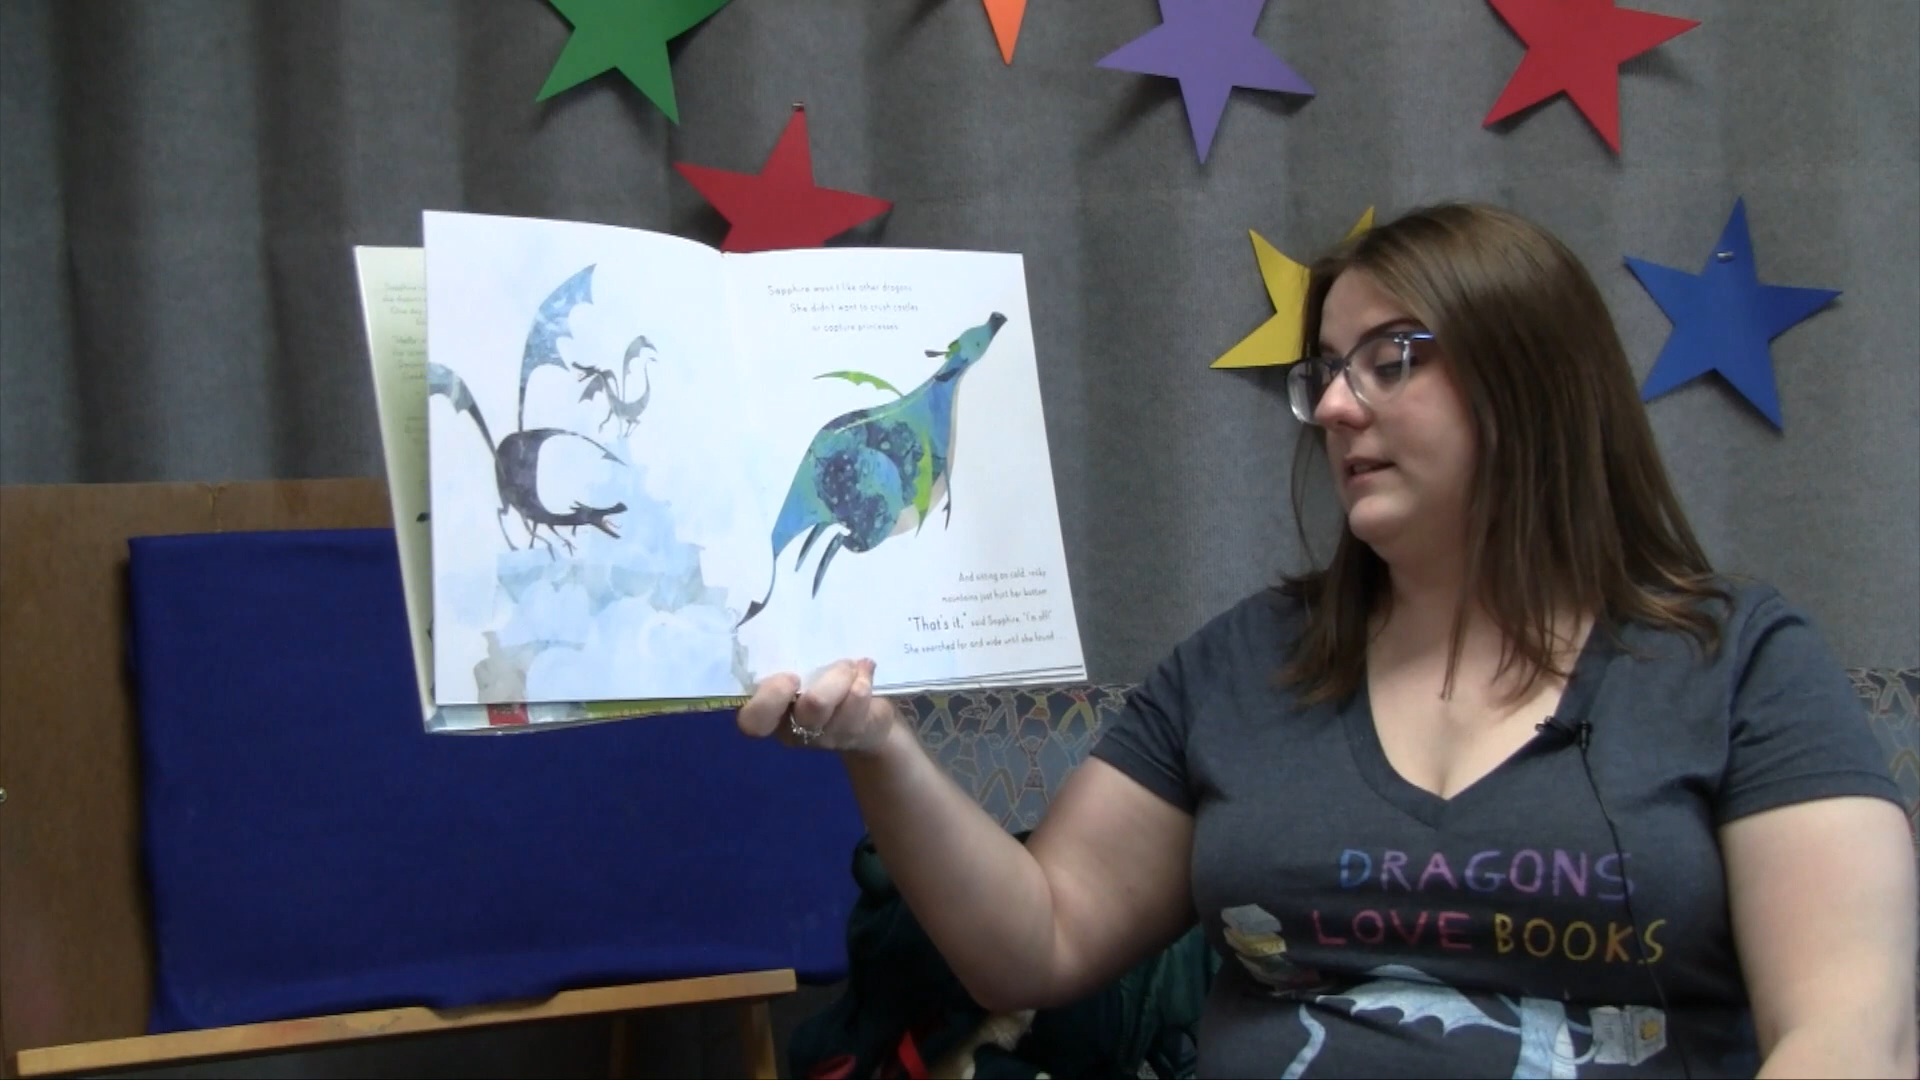 Sapphire wasn't like other dragons.
She didn't want to crush castles
or capture princesses.
And sitting on cold, rocky
mountains just hurt her bottom.
"That's it," said Sapphire. "I'm off!"
She searched far and wide until she found ...
DRAGONS
LOVE BOOKS